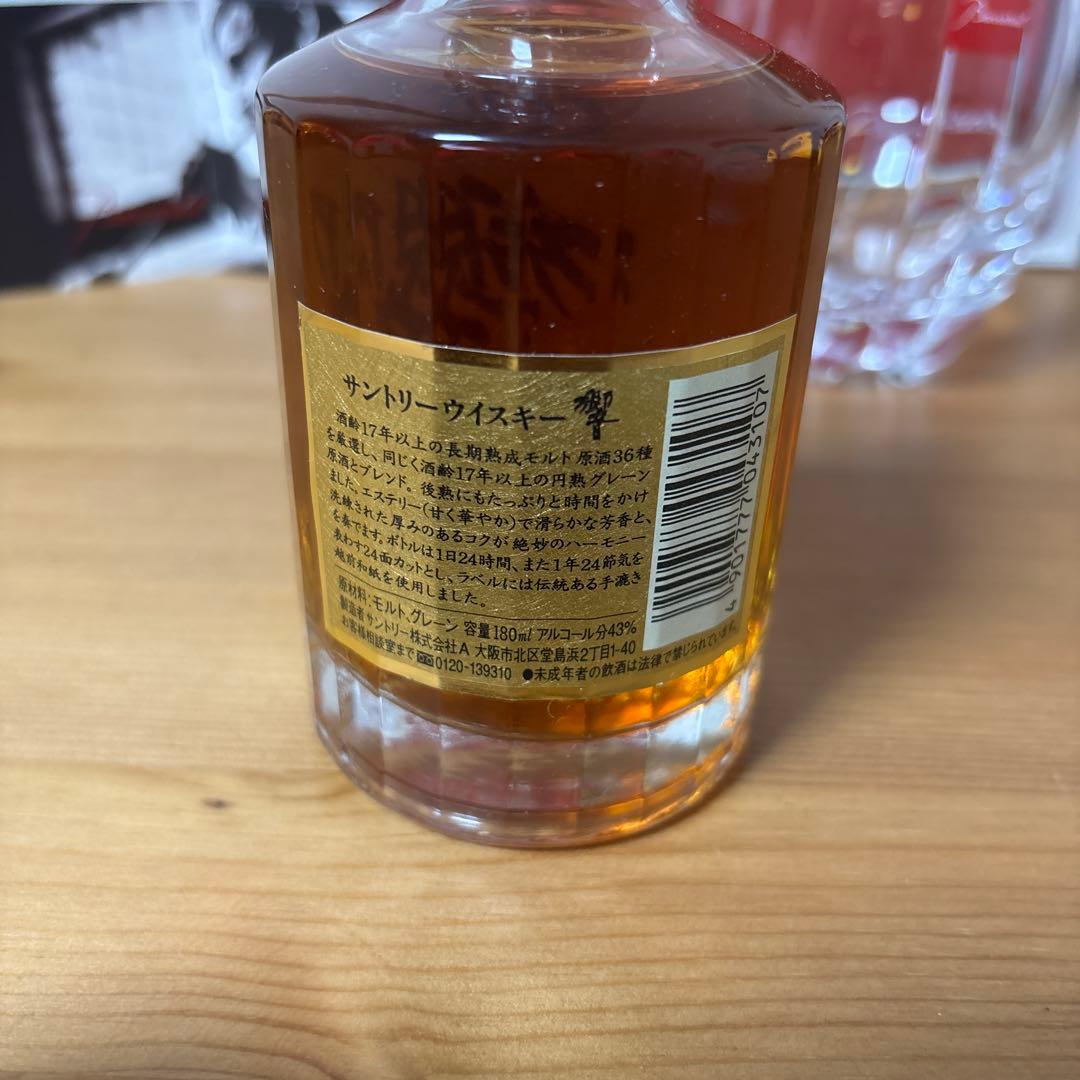 サントリーウイスキー 響
酒齢17年以上の長期熟成モルト原酒36種
を厳選し、同じく酒齢17年以上の円熟グレーン
原酒とブレンド。後熟にもたっぷりと時間をかけ
ました。エステリー(甘く華やか)で滑らかな芳香と、
洗練された厚みのあるコクが絶妙のハーモニー
を奏でます。ボトルは1日24時間、また1年24節気を
表わす24面カットとし、ラベルには伝統ある手漉き
越前和紙を使用しました。
原材料:モルト、グレーン 容量180ml アルコール分43%
製造者サントリー株式会社A 大阪市北区堂島浜2丁目1-40
お客様相談室まで 0120-139310 ●未成年者の飲酒は法律で禁じられています。
4901777043107